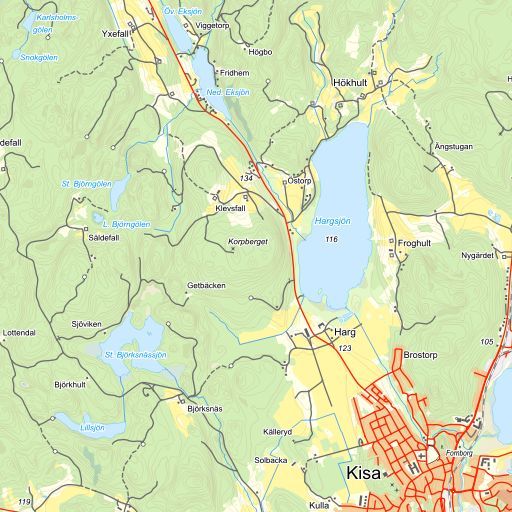 Karlsholms-
gölen
Öv. Eksjön
Yxefall
Viggetorp
Snokgölen
Högbo
Fridhem
Hökhult
Ned. Eksjön
defall
Ängstugan
134
Östorp
St. Björngölen
Klevsfall
L. Björngölen
Hargsjön
Såldefall
Korpberget
116
Froghult
Nygärdet
Getbäcken
Sjöviken
Lottendal
Harg
St. Björksnässjön
123
105
Brostorp
Björkhult
Björksnäs
Lillsjön
Källeryd
Fornborg
Solbacka
Kisa
119
Kulla